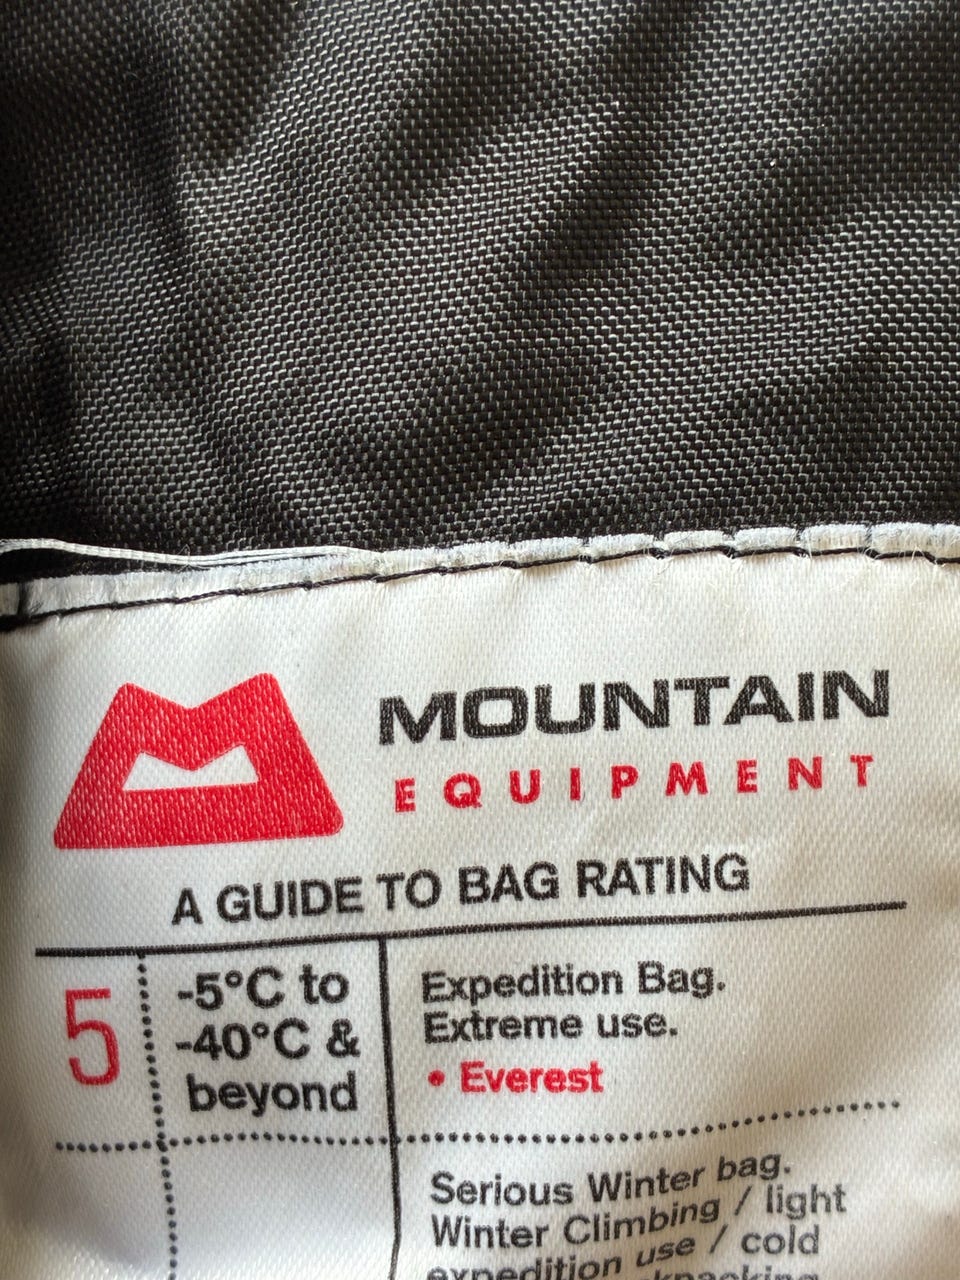 MOUNTAIN
EQUIPMENT
A GUIDE TO BAG RATING
5
-5°C to
-40°C &
beyond
Expedition Bag.
Extreme use.
• Everest
Serious Winter bag.
Winter Climbing / light
expedition use / cold